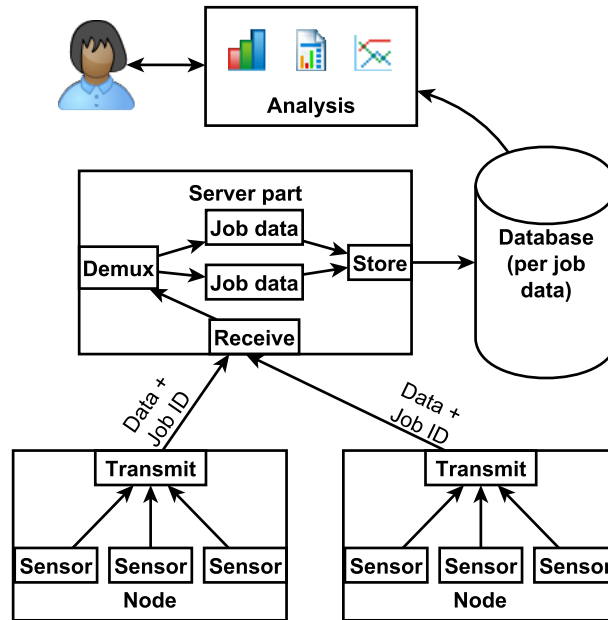 Analysis
Server part
Job data
Demux
Job data
Store
Receive
Database
(per job
data)
Data +
Job ID
Data +
Job ID
Transmit
Sensor
Sensor
Sensor
Node
Transmit
Sensor
Sensor
Sensor
Node